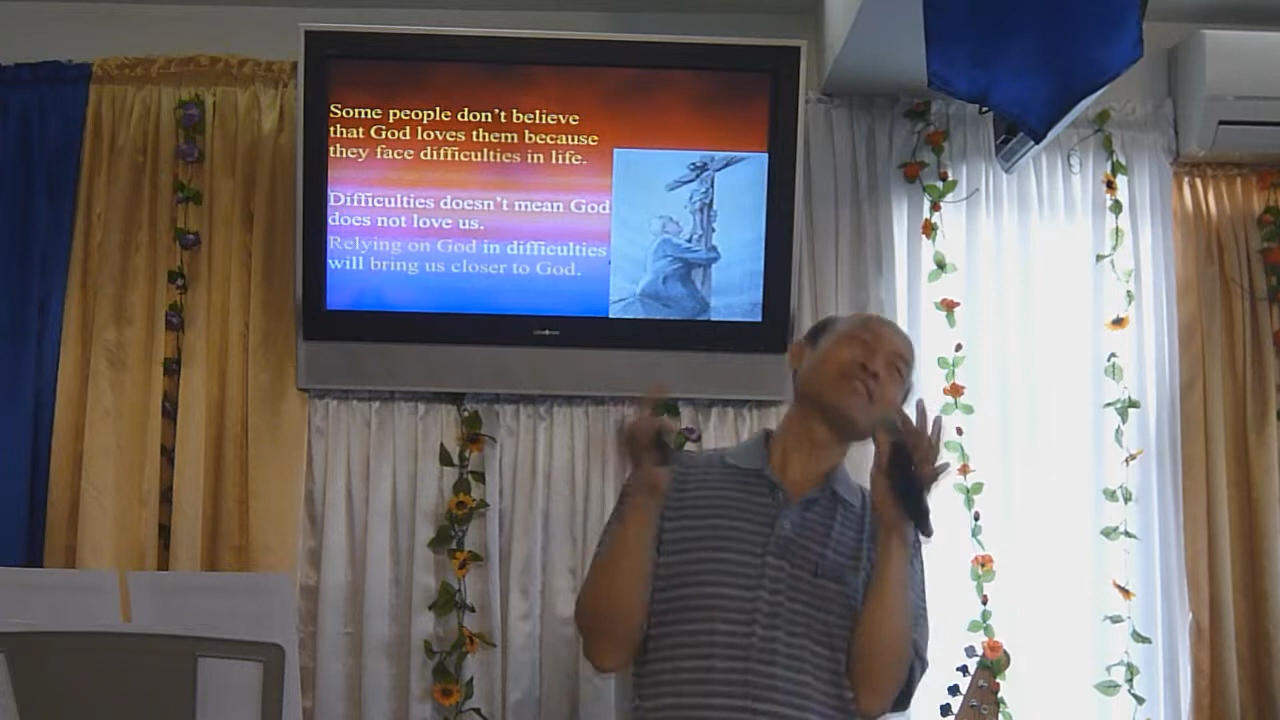 Some people don't believe
that God loves them because
they face difficulties in life.
Difficulties doesn't mean God
does not love us.
Relying on God in difficulties
will bring us closer to God.